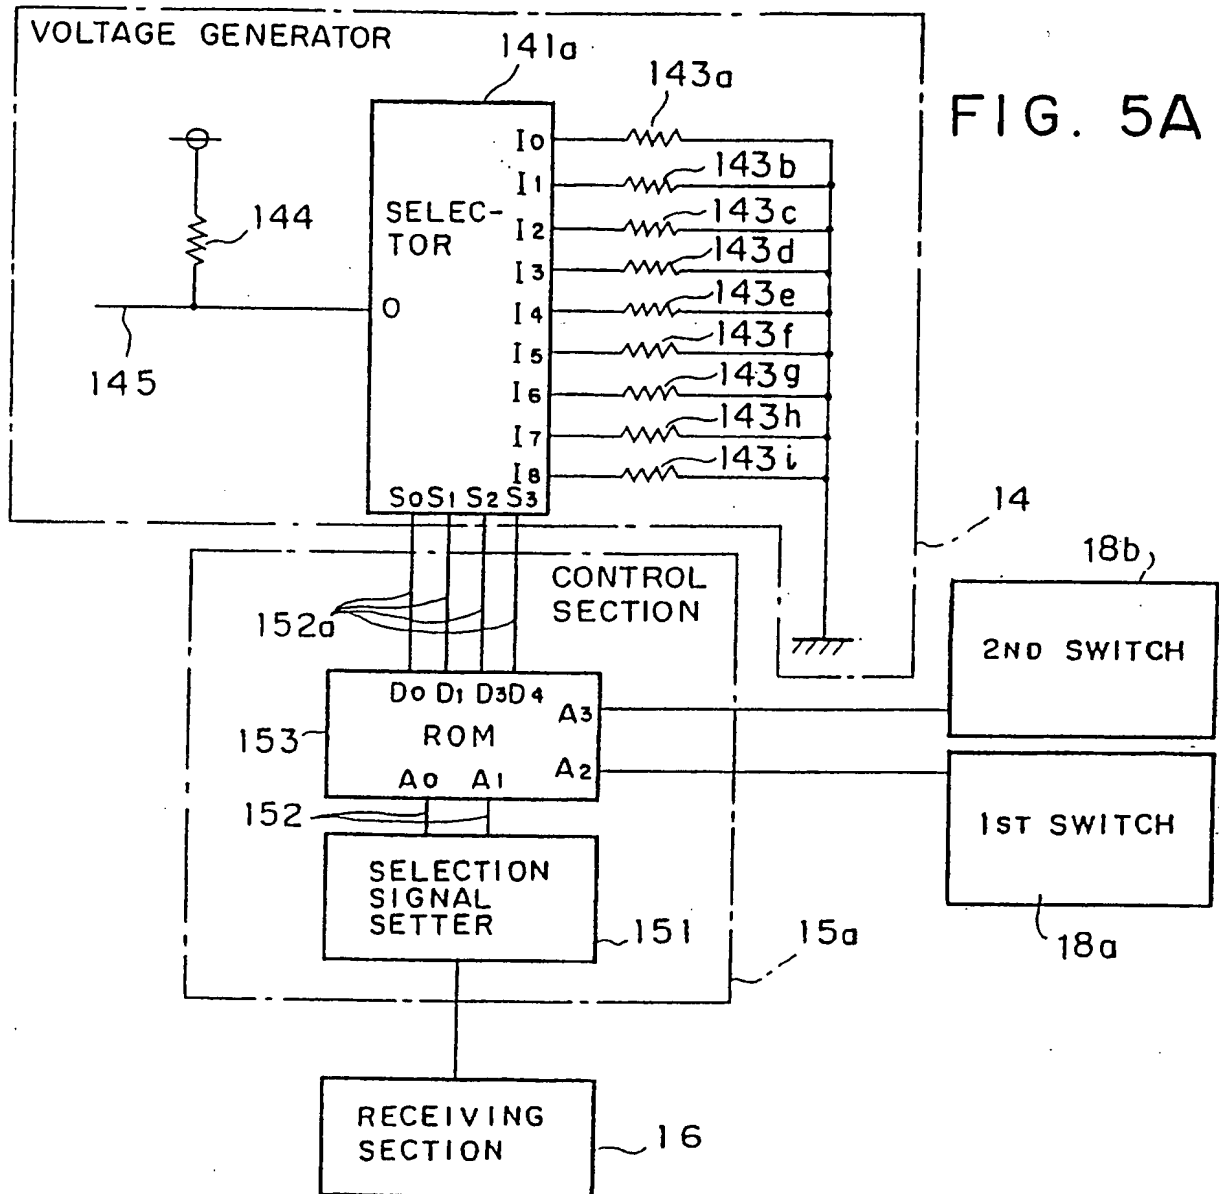 VOLTAGE GENERATOR
141a
143a
FIG. 5A
I0
143b
I1
143c
SELEC-
TOR
I2
144
143d
I3
143e
O
I4
143f
I5
145
143g
I6
143h
I7
143i
I8
S0 S1 S2 S3
14
18b
CONTROL
SECTION
152a
2ND SWITCH
D0 D1 D3 D4
A3
153
ROM
A2
A0 A1
152
1ST SWITCH
SELECTION
SIGNAL
SETTER
151
15a
18a
RECEIVING
SECTION
16